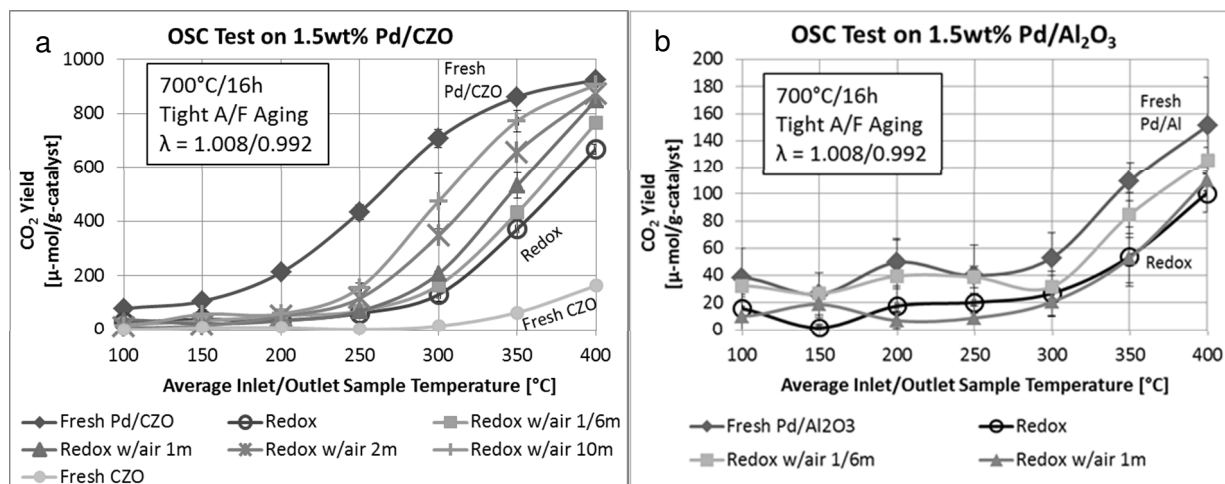 a
OSC Test on 1.5wt% Pd/CZO
1000
800
600
400
200
0
CO₂ Yield
[µ-mol/g-catalyst]
700°C/16h
Tight A/F Aging
λ = 1.008/0.992
Fresh
Pd/CZO
Redox
Fresh CZO
100 150 200 250 300 350 400
Average Inlet/Outlet Sample Temperature [°C]
Fresh Pd/CZO Redox Redox w/air 1/6m
Redox w/air 1m Redox w/air 2m Redox w/air 10m
Fresh CZO
b
OSC Test on 1.5wt% Pd/Al₂O₃
200
180
160
140
120
100
80
60
40
20
0
CO₂ Yield
[µ-mol/g-catalyst]
700°C/16h
Tight A/F Aging
λ = 1.008/0.992
Fresh
Pd/Al
Redox
100 150 200 250 300 350 400
Average Inlet/Outlet Sample Temperature [°C]
Fresh Pd/Al2O3 Redox
Redox w/air 1/6m Redox w/air 1m